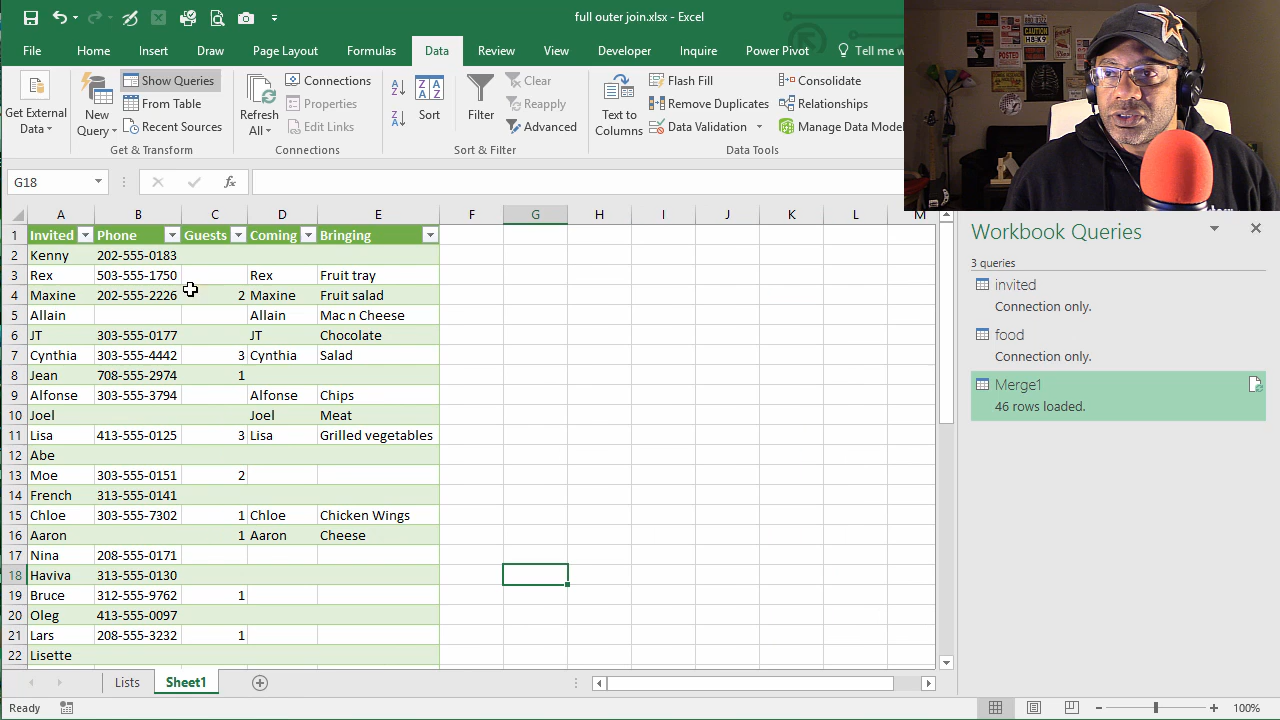 full outer join.xlsx - Excel
File Home Insert Draw Page Layout Formulas Data Review View Developer Inquire Power Pivot Tell me w
Get External Data
New Query
Show Queries
From Table
Recent Sources
Get & Transform
Refresh All
Connections
Properties
Edit Links
Connections
Sort
Filter
Clear
Reapply
Advanced
Sort & Filter
Text to Columns
Flash Fill
Remove Duplicates
Data Validation
Consolidate
Relationships
Manage Data Model
Data Tools
G18 fx
A B C D E F G H I J K L M
1 Invited Phone Guests Coming Bringing
2 Kenny 202-555-0183
3 Rex 503-555-1750 Rex Fruit tray
4 Maxine 202-555-2226 2 Maxine Fruit salad
5 Allain Allain Mac n Cheese
6 JT 303-555-0177 JT Chocolate
7 Cynthia 303-555-4442 3 Cynthia Salad
8 Jean 708-555-2974 1
9 Alfonse 303-555-3794 Alfonse Chips
10 Joel Joel Meat
11 Lisa 413-555-0125 3 Lisa Grilled vegetables
12 Abe
13 Moe 303-555-0151 2
14 French 313-555-0141
15 Chloe 303-555-7302 1 Chloe Chicken Wings
16 Aaron 1 Aaron Cheese
17 Nina 208-555-0171
18 Haviva 313-555-0130
19 Bruce 312-555-9762 1
20 Oleg 413-555-0097
21 Lars 208-555-3232 1
22 Lisette
Workbook Queries
3 queries
invited
Connection only.
food
Connection only.
Merge1
46 rows loaded.
Lists Sheet1
Ready
100%
CAUTION